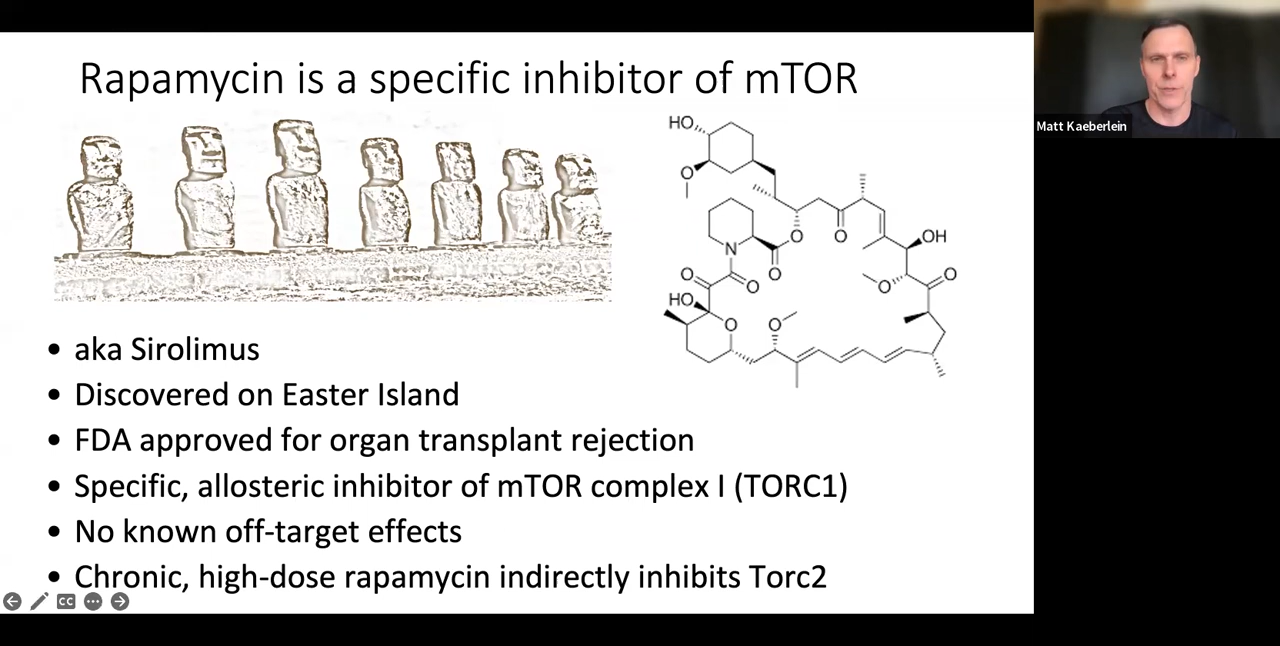 Rapamycin is a specific inhibitor of mTOR
Matt Kaeberlein
HO
O
O
O
OH
N
O
O
O
O
O
O
HO
O
O
• aka Sirolimus
• Discovered on Easter Island
• FDA approved for organ transplant rejection
• Specific, allosteric inhibitor of mTOR complex I (TORC1)
• No known off-target effects
• Chronic, high-dose rapamycin indirectly inhibits Torc2
CC